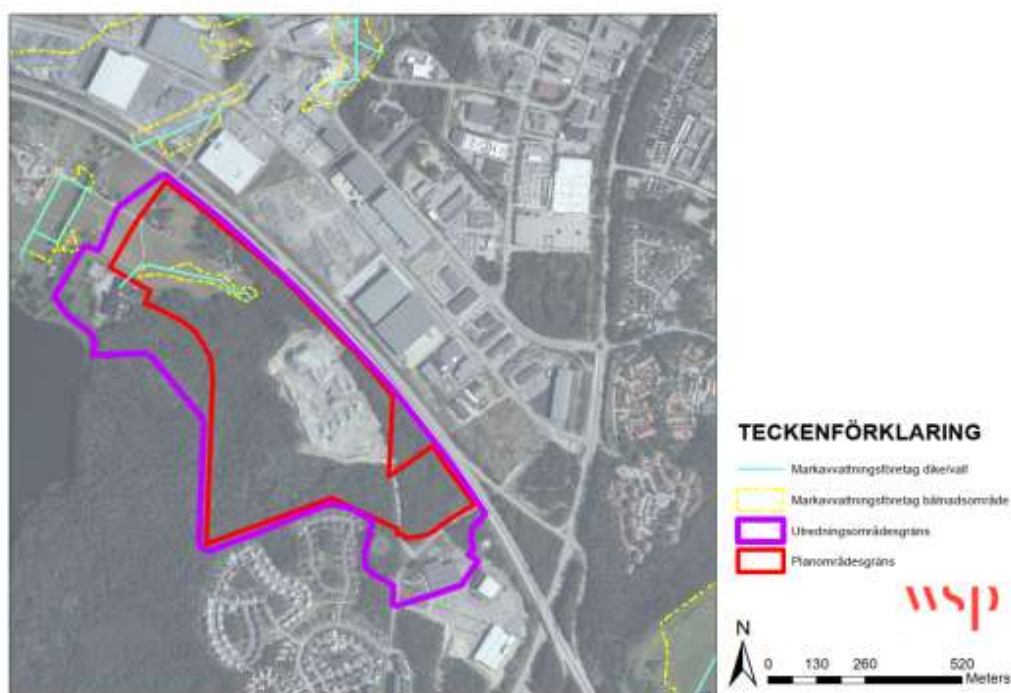 TECKENFÖRKLARING
Markavvattningsföretag dike/vall
Markavvattningsföretag båtnadsområde
Utredningsområdesgräns
Planområdesgräns
wsp
N
0 130 260 520
Meters